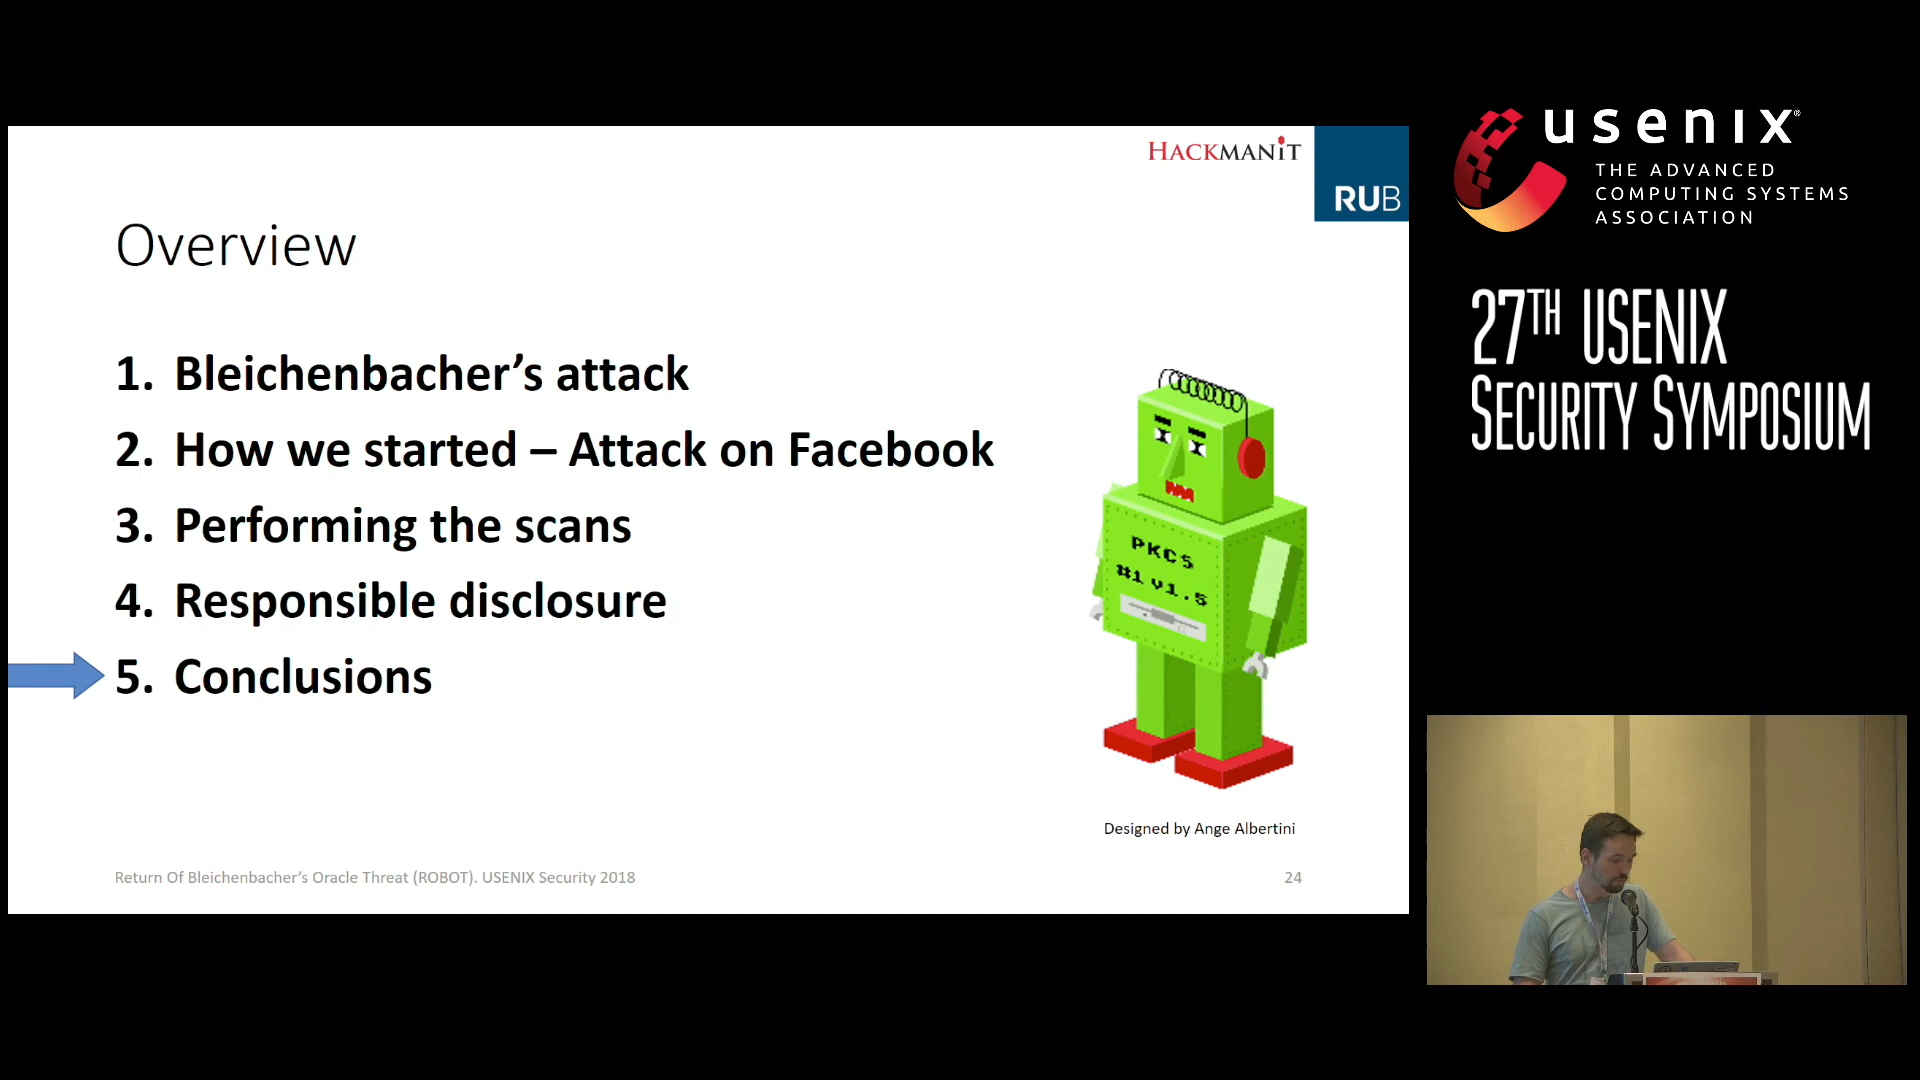 HACKMANIT
RUB
Overview
1. Bleichenbacher’s attack
2. How we started – Attack on Facebook
3. Performing the scans
4. Responsible disclosure
5. Conclusions
PKCS
#1 v1.5
Designed by Ange Albertini
Return Of Bleichenbacher’s Oracle Threat (ROBOT). USENIX Security 2018
24
usenix®
THE ADVANCED
COMPUTING SYSTEMS
ASSOCIATION
27TH USENIX
SECURITY SYMPOSIUM